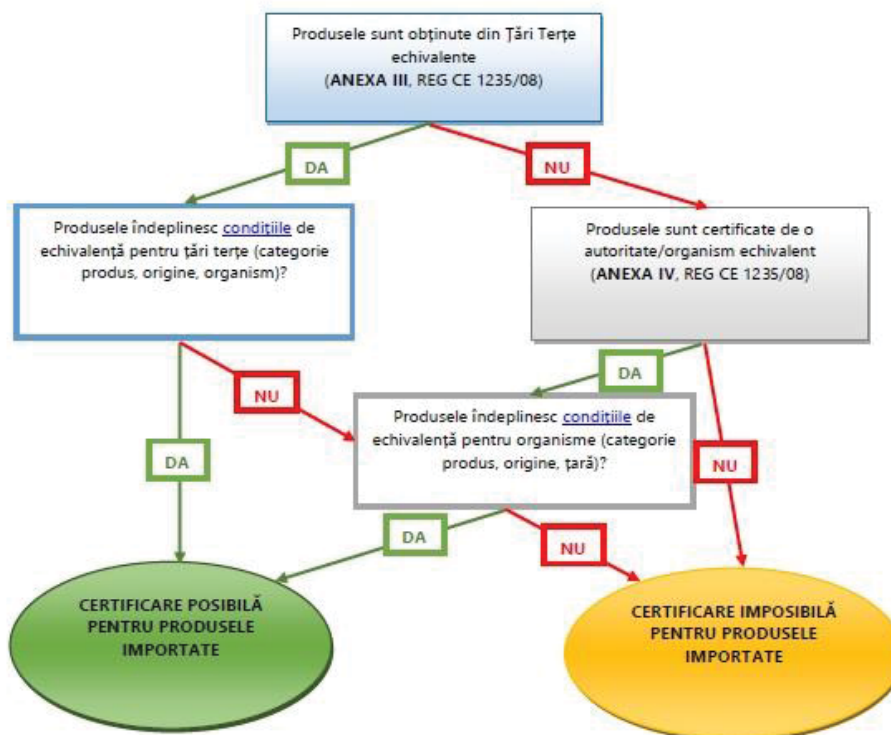 Produsele sunt obținute din Țări Terțe
echivalente
(ANEXA III, REG CE 1235/08)
DA
NU
Produsele îndeplinesc condițiile de
echivalență pentru țări terțe (categorie
produs, origine, organism)?
Produsele sunt certificate de o
autoritate/organism echivalent
(ANEXA IV, REG CE 1235/08)
NU
DA
Produsele îndeplinesc condițiile de
echivalență pentru organisme (categorie
produs, origine, țară)?
DA
NU
DA
NU
CERTIFICARE POSIBILĂ
PENTRU PRODUSELE
IMPORTATE
CERTIFICARE IMPOSIBILĂ
PENTRU PRODUSELE
IMPORTATE